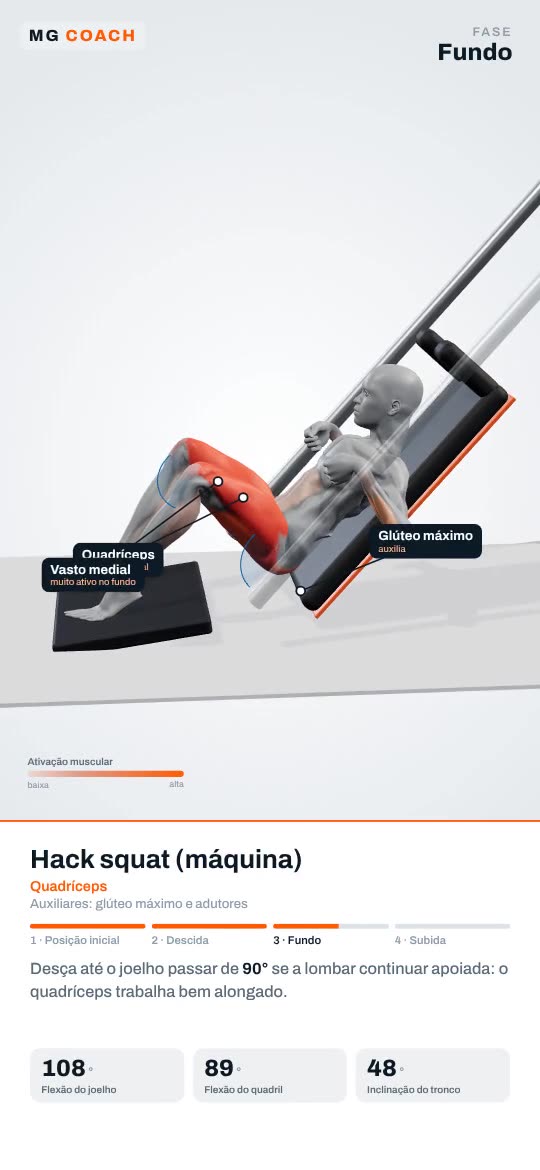 MG COACH
FASE
Fundo
Quadríceps
Vasto medial
muito ativo no fundo
Glúteo máximo
auxilia
Ativação muscular
baixa
alta
Hack squat (máquina)
Quadríceps
Auxiliares: glúteo máximo e adutores
1 · Posição inicial
2 · Descida
3 · Fundo
4 · Subida
Desça até o joelho passar de 90° se a lombar continuar apoiada: o
quadríceps trabalha bem alongado.
108°
Flexão do joelho
89°
Flexão do quadril
48°
Inclinação do tronco